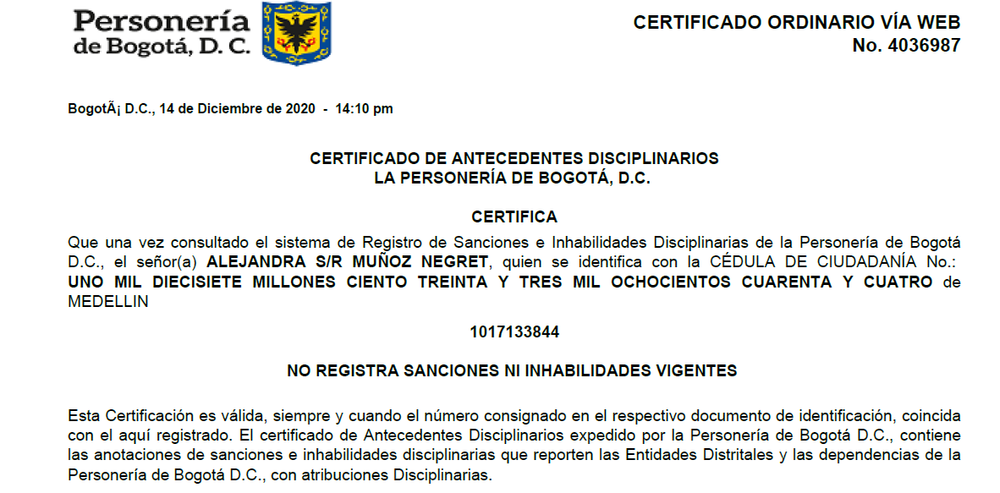 Personería
de Bogotá, D. C.
CERTIFICADO ORDINARIO VÍA WEB
No. 4036987
BogotÃ¡ D.C., 14 de Diciembre de 2020 - 14:10 pm
CERTIFICADO DE ANTECEDENTES DISCIPLINARIOS
LA PERSONERÍA DE BOGOTÁ, D.C.
CERTIFICA
Que una vez consultado el sistema de Registro de Sanciones e Inhabilidades Disciplinarias de la Personería de Bogotá
D.C., el señor(a) ALEJANDRA S/R MUÑOZ NEGRET, quien se identifica con la CÉDULA DE CIUDADANÍA No.:
UNO MIL DIECISIETE MILLONES CIENTO TREINTA Y TRES MIL OCHOCIENTOS CUARENTA Y CUATRO de
MEDELLIN
1017133844
NO REGISTRA SANCIONES NI INHABILIDADES VIGENTES
Esta Certificación es válida, siempre y cuando el número consignado en el respectivo documento de identificación, coincida
con el aquí registrado. El certificado de Antecedentes Disciplinarios expedido por la Personería de Bogotá D.C., contiene
las anotaciones de sanciones e inhabilidades disciplinarias que reporten las Entidades Distritales y las dependencias de la
Personería de Bogotá D.C., con atribuciones Disciplinarias.